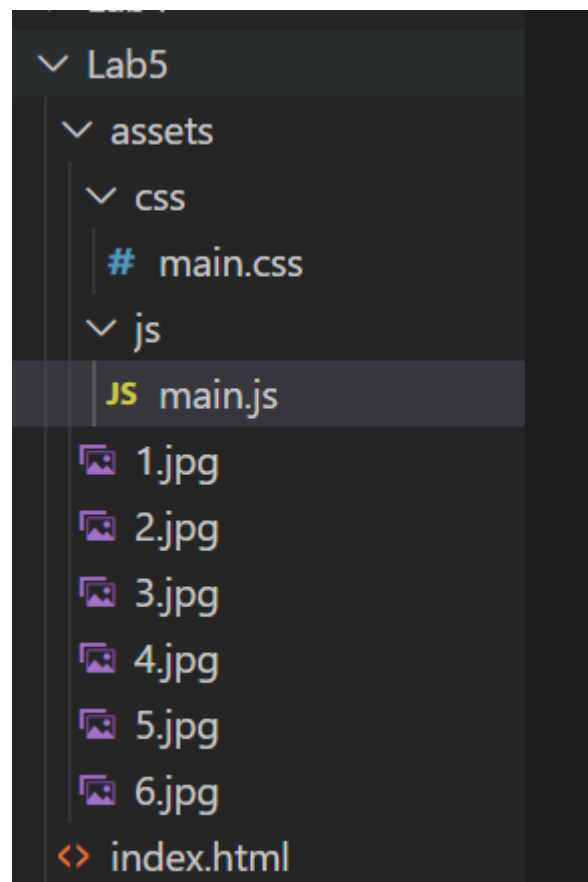 Lab5
assets
css
# main.css
js
JS main.js
1.jpg
2.jpg
3.jpg
4.jpg
5.jpg
6.jpg
<> index.html